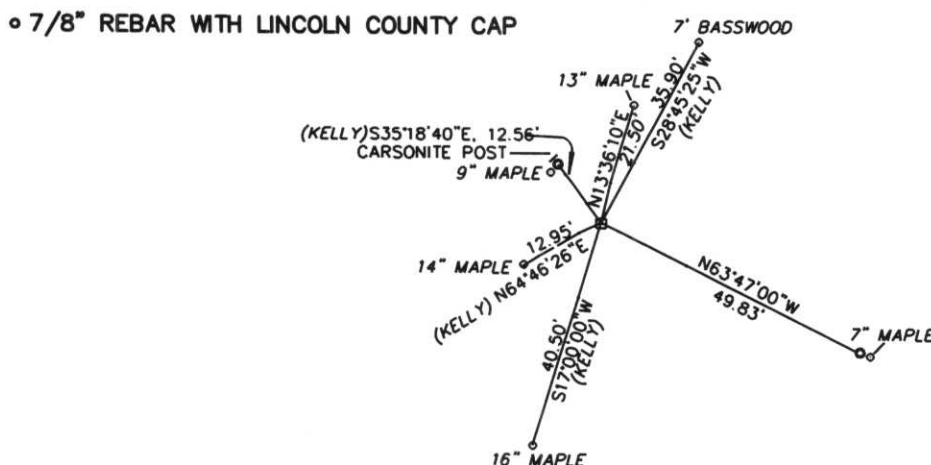 7/8" REBAR WITH LINCOLN COUNTY CAP
7' BASSWOOD
13" MAPLE
35.90'
S28°45'25"W
(KELLY)
(KELLY)S35°18'40"E, 12.56'
CARSONITE POST
9" MAPLE
N13°36'10"E
21.50'
12.95'
14" MAPLE
(KELLY) N64°46'26"E
N63°47'00"W
49.83'
7" MAPLE
40.50'
S17°00'00"W
(KELLY)
16" MAPLE